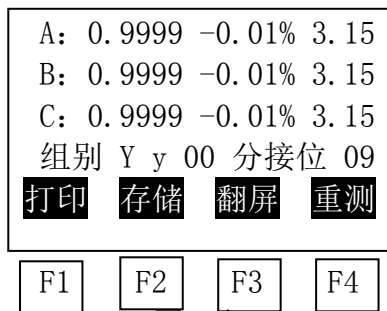 A: 0.9999 -0.01% 3.15
B: 0.9999 -0.01% 3.15
C: 0.9999 -0.01% 3.15
组别 Y y 00 分接位 09
打印 存储 翻屏 重测
F1 F2 F3 F4